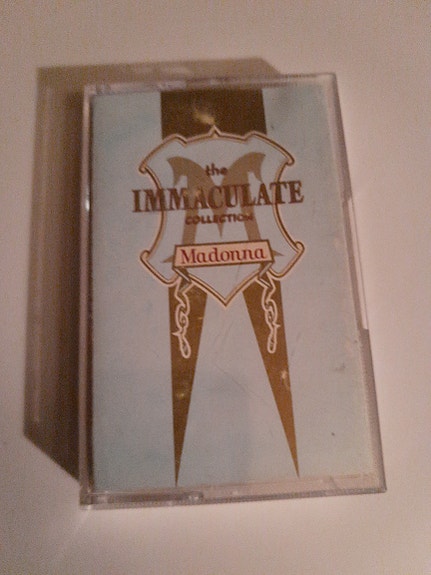 the
IMMACULATE
COLLECTION
Madonna